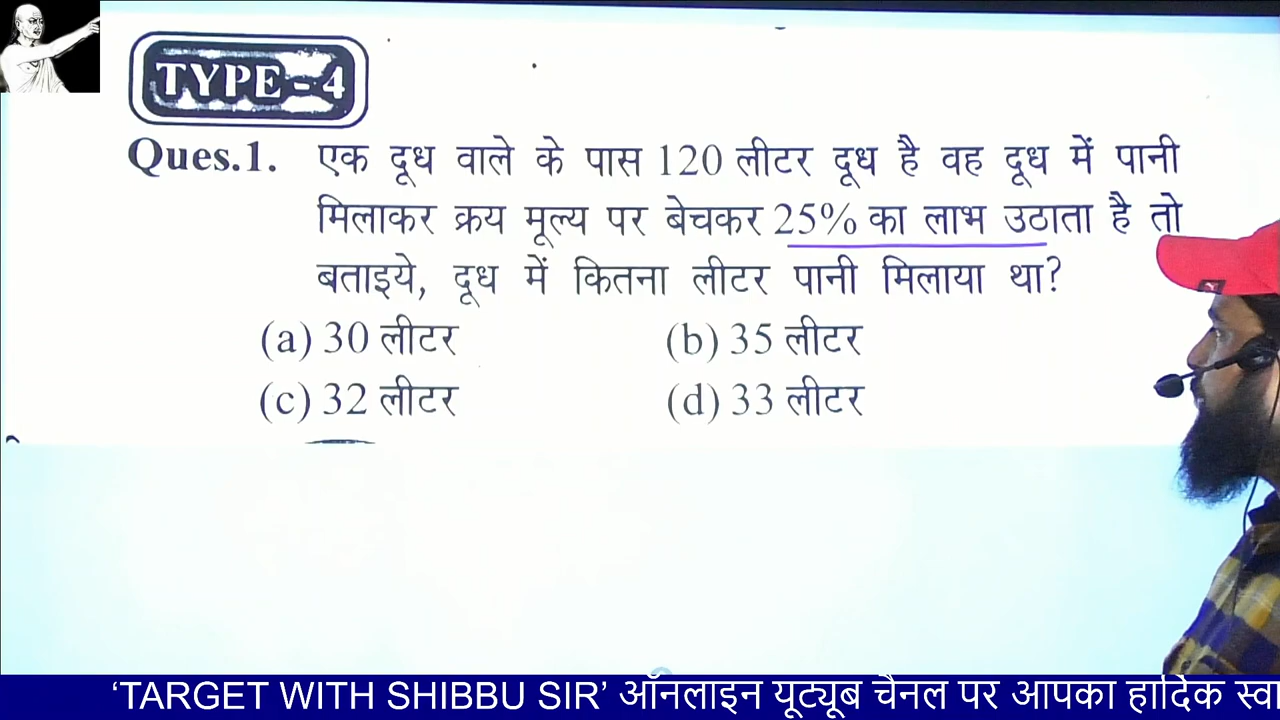 TYPE - 4
Ques.1. एक दूध वाले के पास 120 लीटर दूध है वह दूध में पानी
मिलाकर क्रय मूल्य पर बेचकर 25% का लाभ उठाता है तो
बताइये, दूध में कितना लीटर पानी मिलाया था?
(a) 30 लीटर (b) 35 लीटर
(c) 32 लीटर (d) 33 लीटर
‘TARGET WITH SHIBBU SIR’ ऑनलाइन यूट्यूब चैनल पर आपका हार्दिक